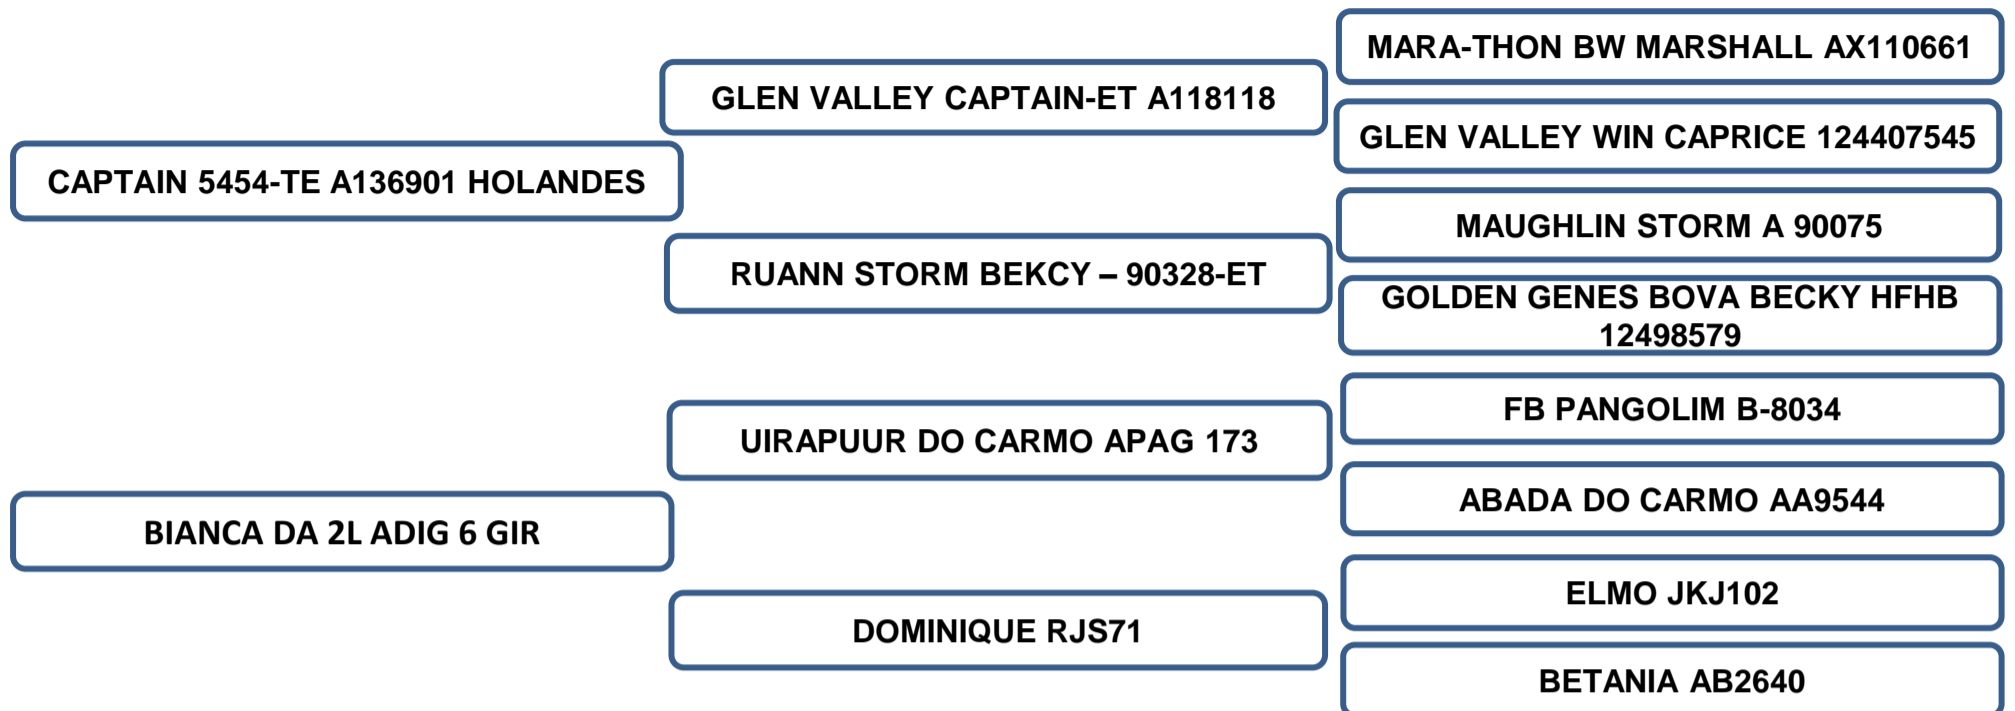 MARA-THON BW MARSHALL AX110661
GLEN VALLEY CAPTAIN-ET A118118
GLEN VALLEY WIN CAPRICE 124407545
CAPTAIN 5454-TE A136901 HOLANDES
MAUGHLIN STORM A 90075
RUANN STORM BEKCY – 90328-ET
GOLDEN GENES BOVA BECKY HFHB
12498579
FB PANGOLIM B-8034
UIRAPUUR DO CARMO APAG 173
ABADA DO CARMO AA9544
BIANCA DA 2L ADIG 6 GIR
ELMO JKJ102
DOMINIQUE RJS71
BETANIA AB2640